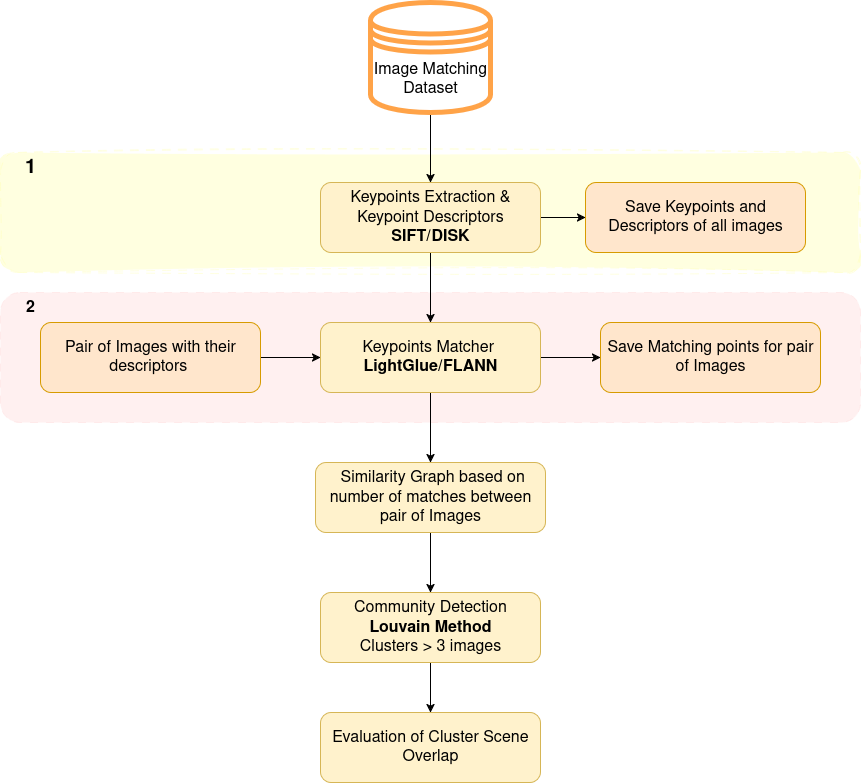 Image Matching
Dataset
1
Keypoints Extraction &
Keypoint Descriptors
SIFT/DISK
Save Keypoints and
Descriptors of all images
2
Pair of Images with their
descriptors
Keypoints Matcher
LightGlue/FLANN
Save Matching points for pair
of Images
Similarity Graph based on
number of matches between
pair of Images
Community Detection
Louvain Method
Clusters > 3 images
Evaluation of Cluster Scene
Overlap